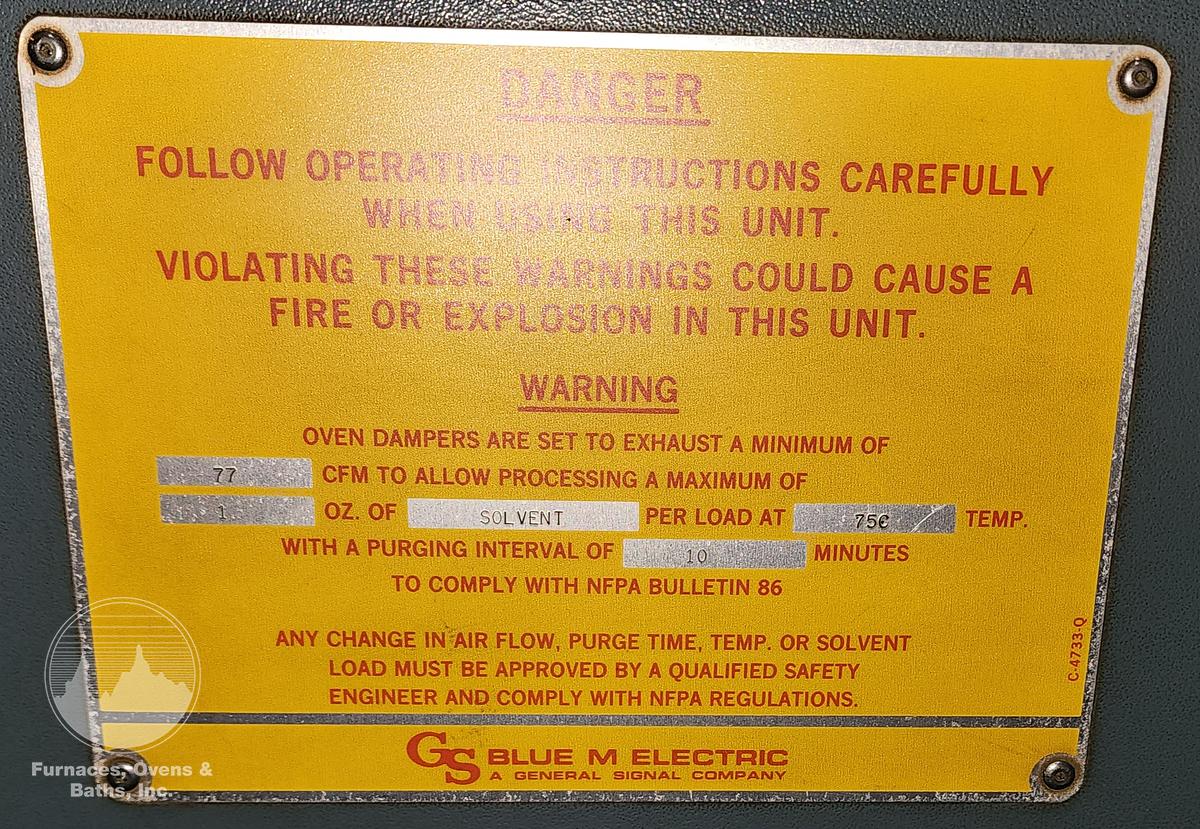 DANGER
FOLLOW OPERATING INSTRUCTIONS CAREFULLY
WHEN USING THIS UNIT.
VIOLATING THESE WARNINGS COULD CAUSE A
FIRE OR EXPLOSION IN THIS UNIT.
WARNING
OVEN DAMPERS ARE SET TO EXHAUST A MINIMUM OF
77 CFM TO ALLOW PROCESSING A MAXIMUM OF
1 OZ. OF SOLVENT PER LOAD AT 75C TEMP.
WITH A PURGING INTERVAL OF 10 MINUTES
TO COMPLY WITH NFPA BULLETIN 86
ANY CHANGE IN AIR FLOW, PURGE TIME, TEMP. OR SOLVENT
LOAD MUST BE APPROVED BY A QUALIFIED SAFETY
ENGINEER AND COMPLY WITH NFPA REGULATIONS.
C-4733-Q
GS BLUE M ELECTRIC
A GENERAL SIGNAL COMPANY
Furnaces, Ovens &
Baths, Inc.